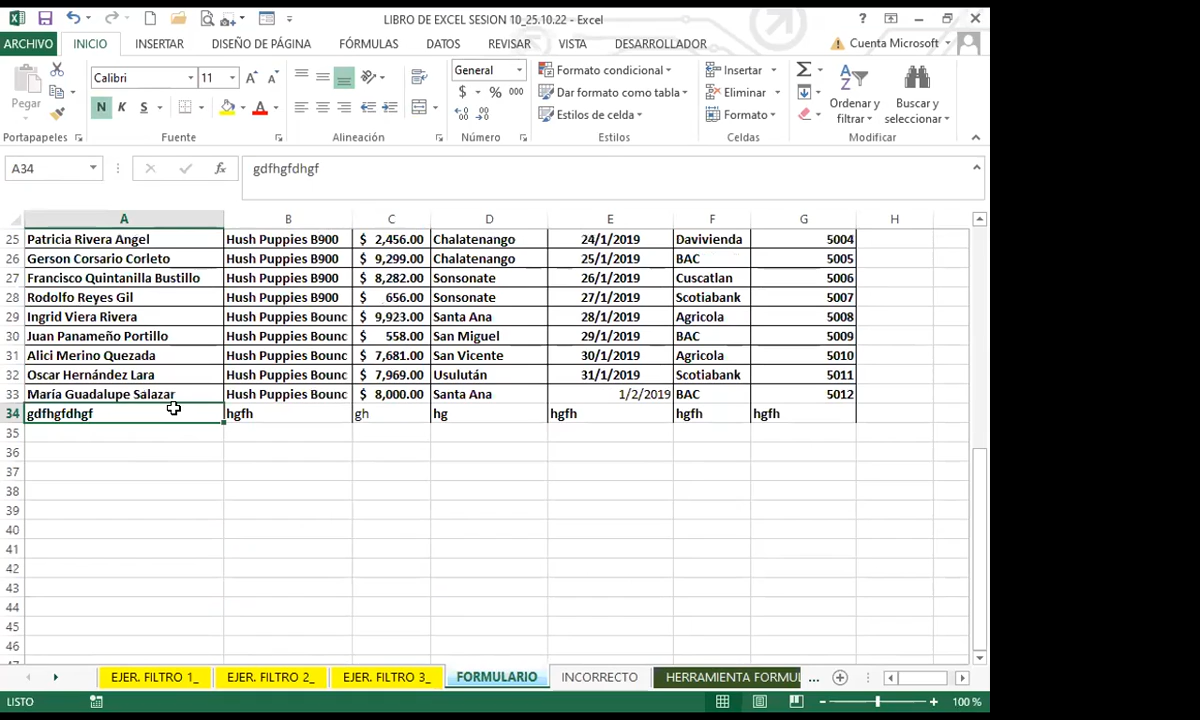 LIBRO DE EXCEL SESION 10_25.10.22 - Excel
ARCHIVO INICIO INSERTAR DISEÑO DE PÁGINA FÓRMULAS DATOS REVISAR VISTA DESARROLLADOR Cuenta Microsoft
Pegar
Portapapeles
Calibri 11
N K S
Fuente
Alineación
General
$ % 000
Número
Formato condicional
Dar formato como tabla
Estilos de celda
Estilos
Insertar
Eliminar
Formato
Celdas
Ordenar y filtrar
Buscar y seleccionar
Modificar
A34 fx gdfhgfdhgf
A B C D E F G H
25 Patricia Rivera Angel Hush Puppies B900 $ 2,456.00 Chalatenango 24/1/2019 Davivienda 5004
26 Gerson Corsario Corleto Hush Puppies B900 $ 9,299.00 Chalatenango 25/1/2019 BAC 5005
27 Francisco Quintanilla Bustillo Hush Puppies B900 $ 8,282.00 Sonsonate 26/1/2019 Cuscatlan 5006
28 Rodolfo Reyes Gil Hush Puppies B900 $ 656.00 Sonsonate 27/1/2019 Scotiabank 5007
29 Ingrid Viera Rivera Hush Puppies Bounc $ 9,923.00 Santa Ana 28/1/2019 Agricola 5008
30 Juan Panameño Portillo Hush Puppies Bounc $ 558.00 San Miguel 29/1/2019 BAC 5009
31 Alici Merino Quezada Hush Puppies Bounc $ 7,681.00 San Vicente 30/1/2019 Agricola 5010
32 Oscar Hernández Lara Hush Puppies Bounc $ 7,969.00 Usulután 31/1/2019 Scotiabank 5011
33 María Guadalupe Salazar Hush Puppies Bounc $ 8,000.00 Santa Ana 1/2/2019 BAC 5012
34 gdfhgfdhgf hgfh gh hg hgfh hgfh hgfh
35
36
37
38
39
40
41
42
43
44
45
46
EJER. FILTRO 1_ EJER. FILTRO 2_ EJER. FILTRO 3_ FORMULARIO INCORRECTO HERRAMIENTA FORMUL ...
LISTO 100 %